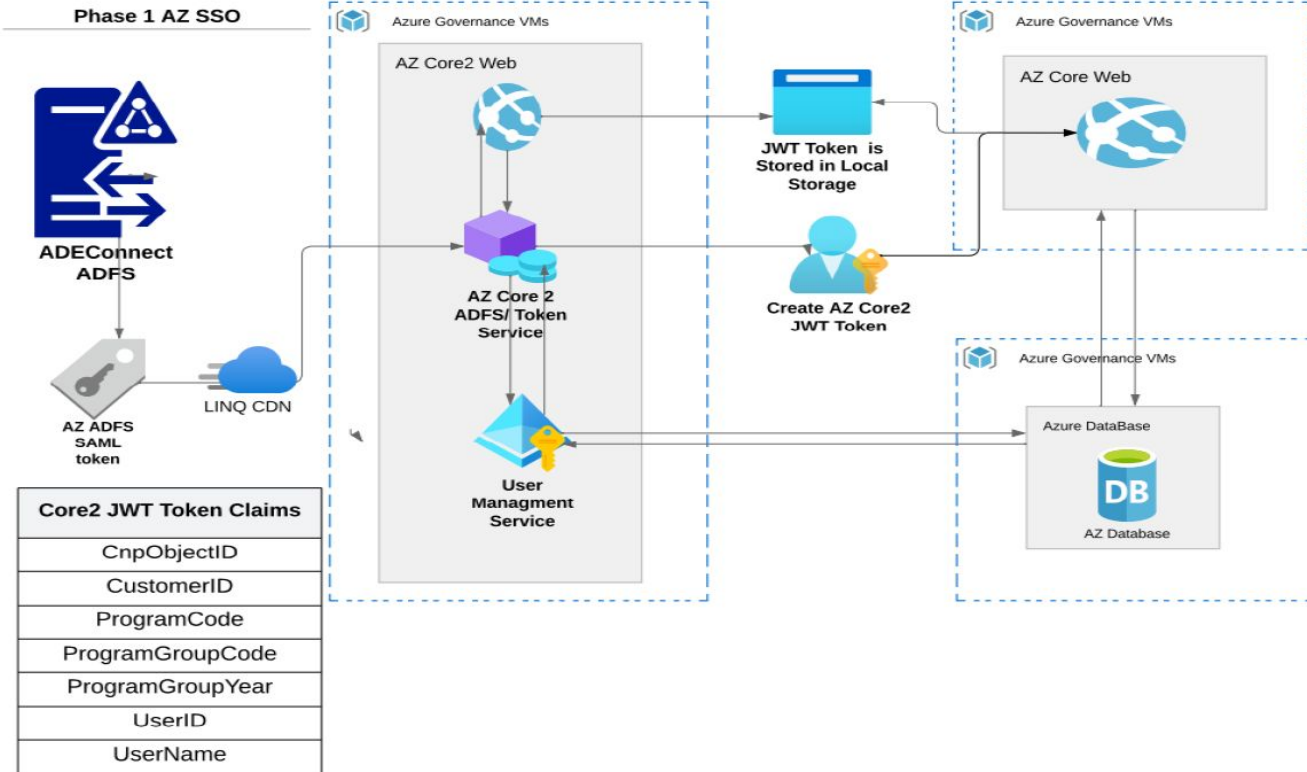 Phase 1 AZ SSO
Azure Governance VMs
AZ Core2 Web
Azure Governance VMs
AZ Core Web
JWT Token is
Stored in Local
Storage
ADEConnect
ADFS
AZ Core 2
ADFS/ Token
Service
Create AZ Core2
JWT Token
LINQ CDN
AZ ADFS
SAML
token
Azure Governance VMs
Azure DataBase
DB
AZ Database
User
Managment
Service
Core2 JWT Token Claims
CnpObjectID
CustomerID
ProgramCode
ProgramGroupCode
ProgramGroupYear
UserID
UserName